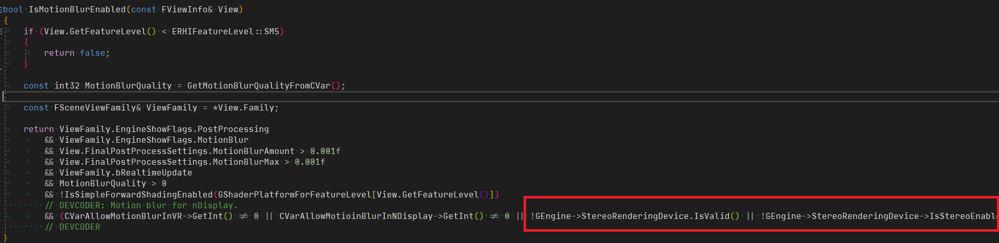 bool IsMotionBlurEnabled(const FViewInfo& View)
{
if (View.GetFeatureLevel() < ERHIFeatureLevel::SM5)
{
return false;
}
const int32 MotionBlurQuality = GetMotionBlurQualityFromCVar();
const FSceneViewFamily& ViewFamily = *View.Family;
return ViewFamily.EngineShowFlags.PostProcessing
&& ViewFamily.EngineShowFlags.MotionBlur
&& View.FinalPostProcessSettings.MotionBlurAmount > 0.001f
&& View.FinalPostProcessSettings.MotionBlurMax > 0.001f
&& ViewFamily.bRealtimeUpdate
&& MotionBlurQuality > 0
&& !IsSimpleForwardShadingEnabled(GShaderPlatformForFeatureLevel[View.GetFeatureLevel()])
// DEVCODER: Motion blur for nDisplay.
&& (CVarAllowMotionBlurInVR->GetInt() != 0 || CVarAllowMotioinBlurInNDisplay->GetInt() != 0 || !GEngine->StereoRenderingDevice.IsValid() || !GEngine->StereoRenderingDevice->IsStereoEnabl
// DEVCODER
}